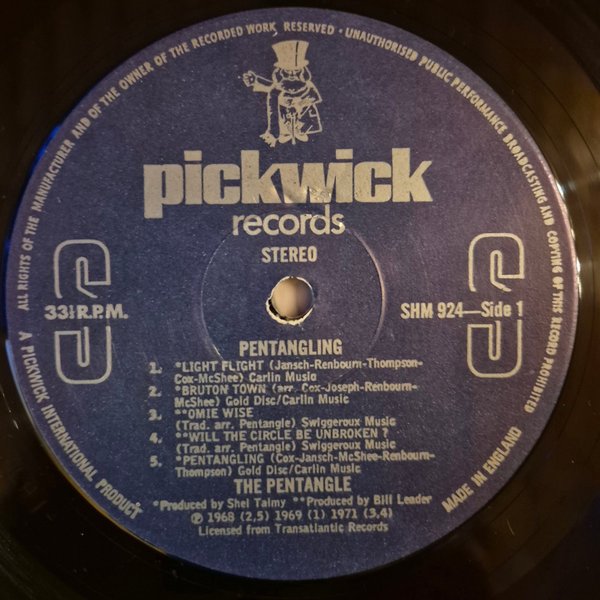 ALL RIGHTS OF THE MANUFACTURER AND OF THE OWNER OF THE RECORDED WORK RESERVED · UNAUTHORISED PUBLIC PERFORMANCE BROADCASTING AND COPYING OF THIS RECORD PROHIBITED
pickwick
records
STEREO
33⅓ R.P.M.
SHM 924—Side 1
PENTANGLING
1. *LIGHT FLIGHT (Jansch-Renbourn-Thompson-
Cox-McShee) Carlin Music
2. *BRUTON TOWN (arr. Cox-Joseph-Renbourn-
McShee) Gold Disc/Carlin Music
3. **OMIE WISE
(Trad. arr. Pentangle) Swiggeroux Music
4. **WILL THE CIRCLE BE UNBROKEN ?
(Trad. arr. Pentangle) Swiggeroux Music
5. *PENTANGLING (Cox-Jansch-McShee-Renbourn-
Thompson) Gold Disc/Carlin Music
THE PENTANGLE
*Produced by Shel Talmy **Produced by Bill Leader
℗ 1968 (2,5) 1969 (1) 1971 (3,4)
Licensed from Transatlantic Records
A PICKWICK INTERNATIONAL PRODUCT
MADE IN ENGLAND